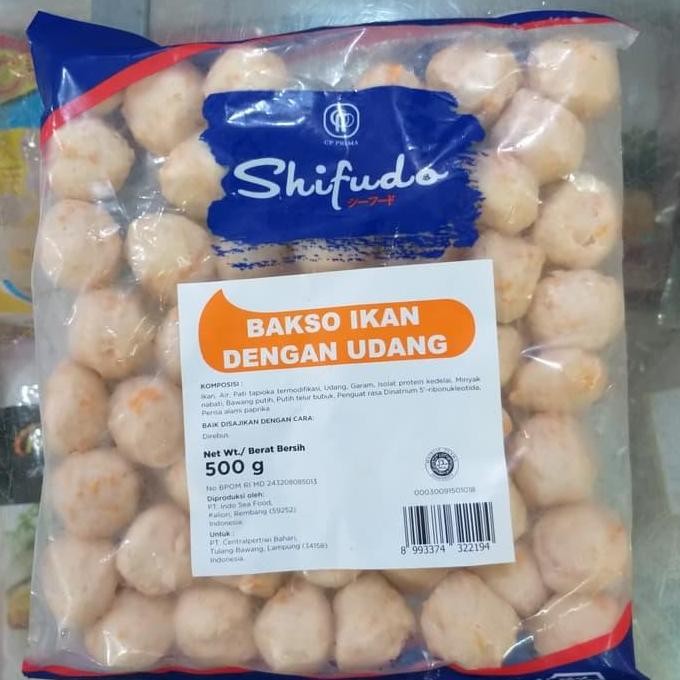 CP PRIMA
Shifudo
シーフード
BAKSO IKAN
DENGAN UDANG
KOMPOSISI :
Ikan, Air, Pati tapioka termodifikasi, Udang, Garam, Isolat protein kedelai, Minyak
nabati, Bawang putih, Putih telur bubuk, Penguat rasa Dinatrium 5'-ribonukleotida,
Perisa alami paprika
BAIK DISAJIKAN DENGAN CARA:
Direbus
Net Wt./ Berat Bersih
500 g
No BPOM RI MD 243208085013
Diproduksi oleh:
PT. Indo Sea Food,
Kaliori, Rembang (59252)
Indonesia.
Untuk :
PT. Centralpertiwi Bahari,
Tulang Bawang, Lampung (34158)
Indonesia.
00030091501018
8 993374 322194